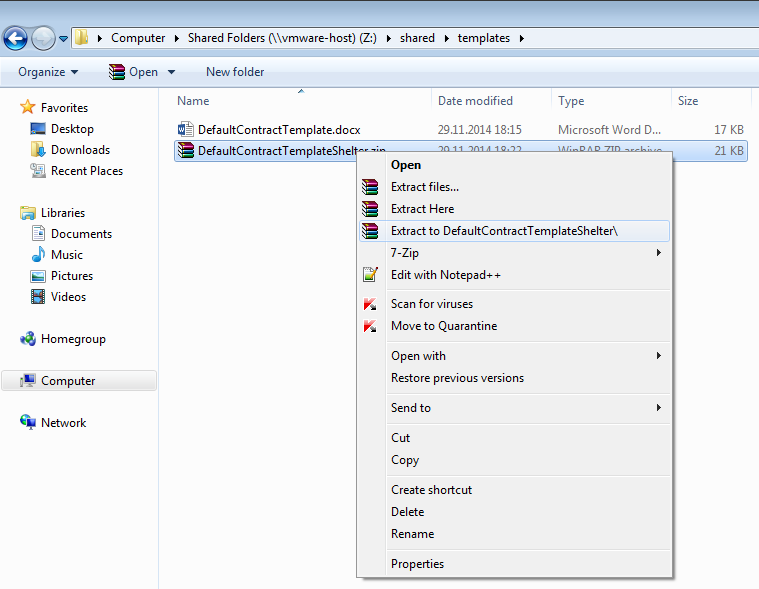 Computer Shared Folders (\\vmware-host) (Z:) shared templates
Organize Open New folder
Name Date modified Type Size
DefaultContractTemplate.docx 29.11.2014 18:15 Microsoft Word D... 17 KB
DefaultContractTemplateShelter.zip 29.11.2014 18:22 WinRAR ZIP archive 21 KB
Favorites
Desktop
Downloads
Recent Places
Libraries
Documents
Music
Pictures
Videos
Homegroup
Computer
Network
Open
Extract files...
Extract Here
Extract to DefaultContractTemplateShelter\
7-Zip
Edit with Notepad++
Scan for viruses
Move to Quarantine
Open with
Restore previous versions
Send to
Cut
Copy
Create shortcut
Delete
Rename
Properties